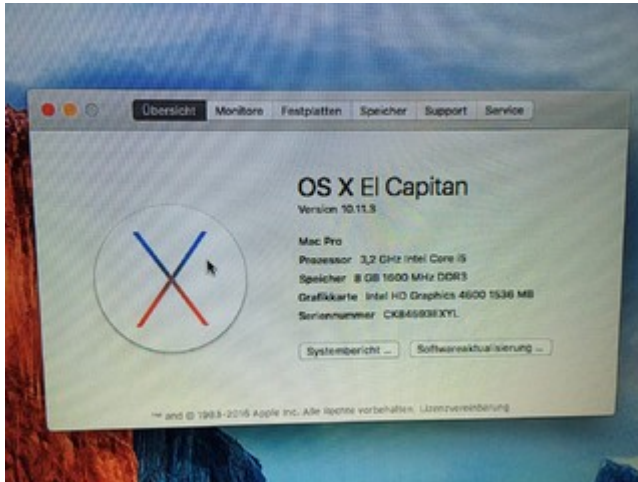 Übersicht Monitore Festplatten Speicher Support Service
OS X El Capitan
Version 10.11.3
Mac Pro
Prozessor 3,2 GHz Intel Core i5
Speicher 8 GB 1600 MHz DDR3
Grafikkarte Intel HD Graphics 4600 1536 MB
Seriennummer
Systembericht ... Softwareaktualisierung ...
™ and © 1983-2016 Apple Inc. Alle Rechte vorbehalten. Lizenzvereinbarung